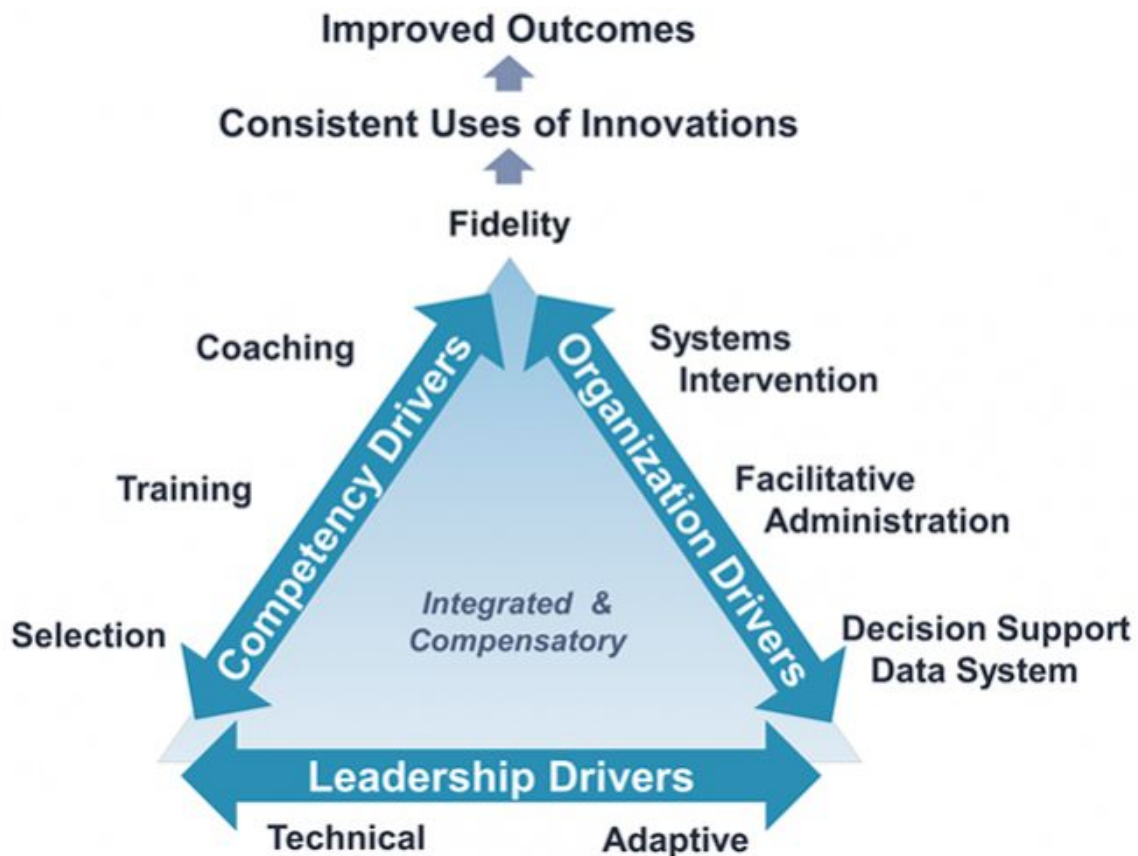 Improved Outcomes
Consistent Uses of Innovations
Fidelity
Coaching
Training
Selection
Competency Drivers
Organization Drivers
Systems
Intervention
Facilitative
Administration
Decision Support
Data System
Integrated &
Compensatory
Leadership Drivers
Technical
Adaptive